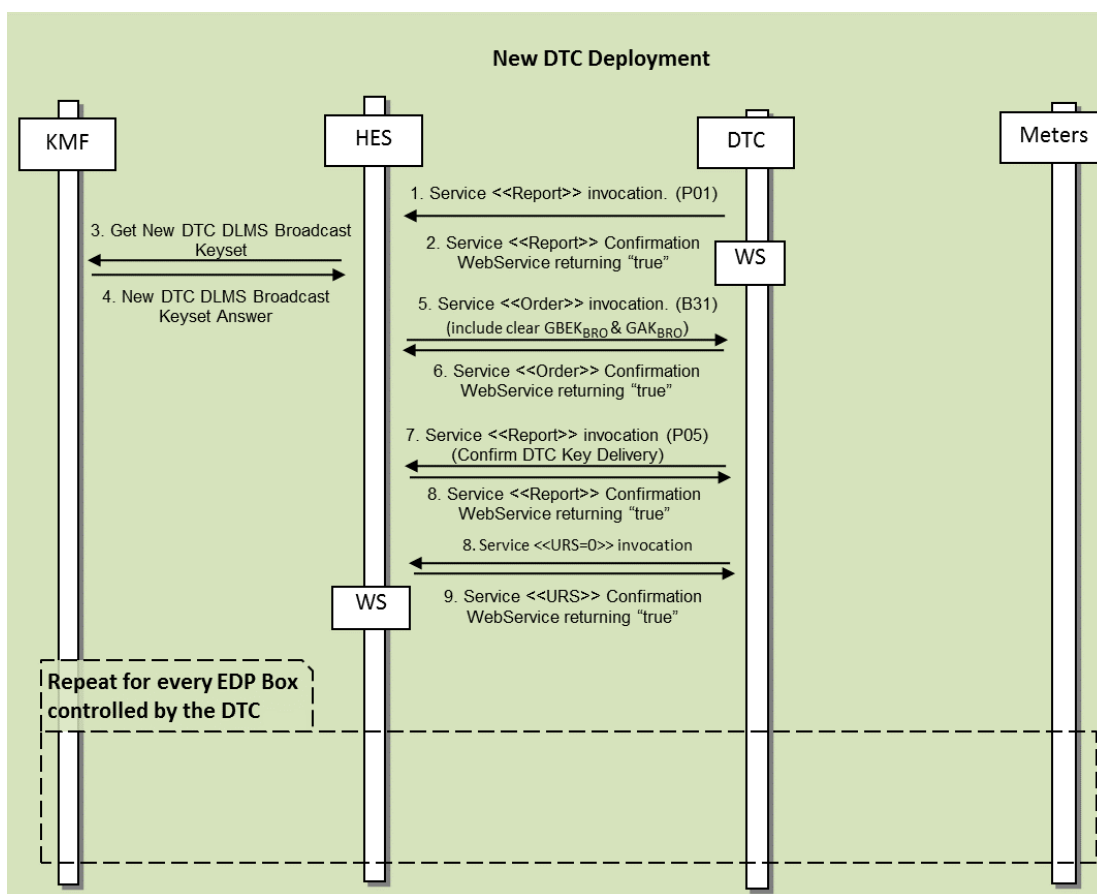 New DTC Deployment
KMF
HES
DTC
Meters
1. Service <<Report>> invocation. (P01)
2. Service <<Report>> Confirmation
WebService returning “true”
WS
3. Get New DTC DLMS Broadcast
Keyset
4. New DTC DLMS Broadcast
Keyset Answer
5. Service <<Order>> invocation. (B31)
(include clear GBEK_BRO & GAK_BRO)
6. Service <<Order>> Confirmation
WebService returning “true”
7. Service <<Report>> invocation (P05)
(Confirm DTC Key Delivery)
8. Service <<Report>> Confirmation
WebService returning “true”
8. Service <<URS=0>> invocation
WS
9. Service <<URS>> Confirmation
WebService returning “true”
Repeat for every EDP Box
controlled by the DTC